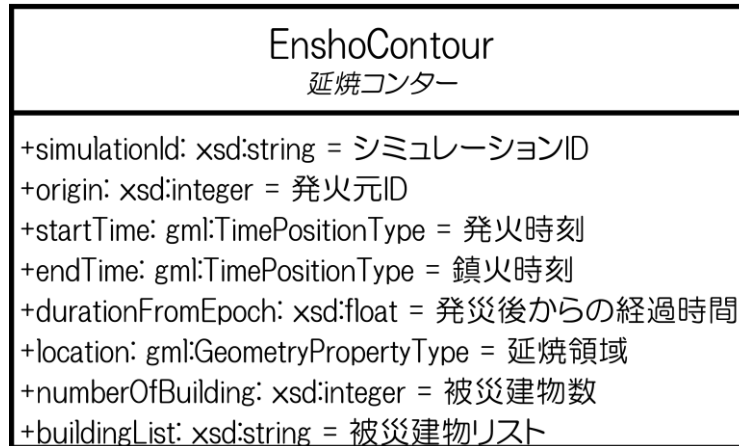 EnshoContour
延焼コンター
+simulationId: xsd:string = シミュレーションID
+origin: xsd:integer = 発火元ID
+startTime: gml:TimePositionType = 発火時刻
+endTime: gml:TimePositionType = 鎮火時刻
+durationFromEpoch: xsd:float = 発災後からの経過時間
+location: gml:GeometryPropertyType = 延焼領域
+numberOfBuilding: xsd:integer = 被災建物数
+buildingList: xsd:string = 被災建物リスト